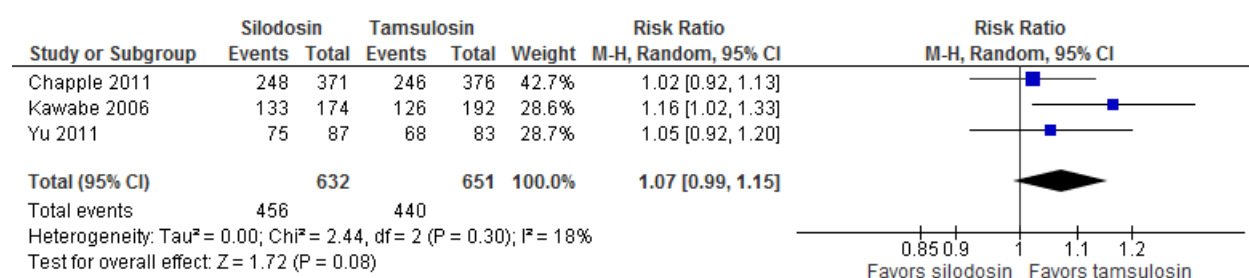 Silodosin Tamsulosin Risk Ratio Risk Ratio
Study or Subgroup Events Total Events Total Weight M-H, Random, 95% CI M-H, Random, 95% CI
Chapple 2011 248 371 246 376 42.7% 1.02 [0.92, 1.13]
Kawabe 2006 133 174 126 192 28.6% 1.16 [1.02, 1.33]
Yu 2011 75 87 68 83 28.7% 1.05 [0.92, 1.20]
Total (95% CI) 632 651 100.0% 1.07 [0.99, 1.15]
Total events 456 440
Heterogeneity: Tau² = 0.00; Chi² = 2.44, df = 2 (P = 0.30); I² = 18%
Test for overall effect: Z = 1.72 (P = 0.08)
0.85 0.9 1 1.1 1.2
Favors silodosin Favors tamsulosin